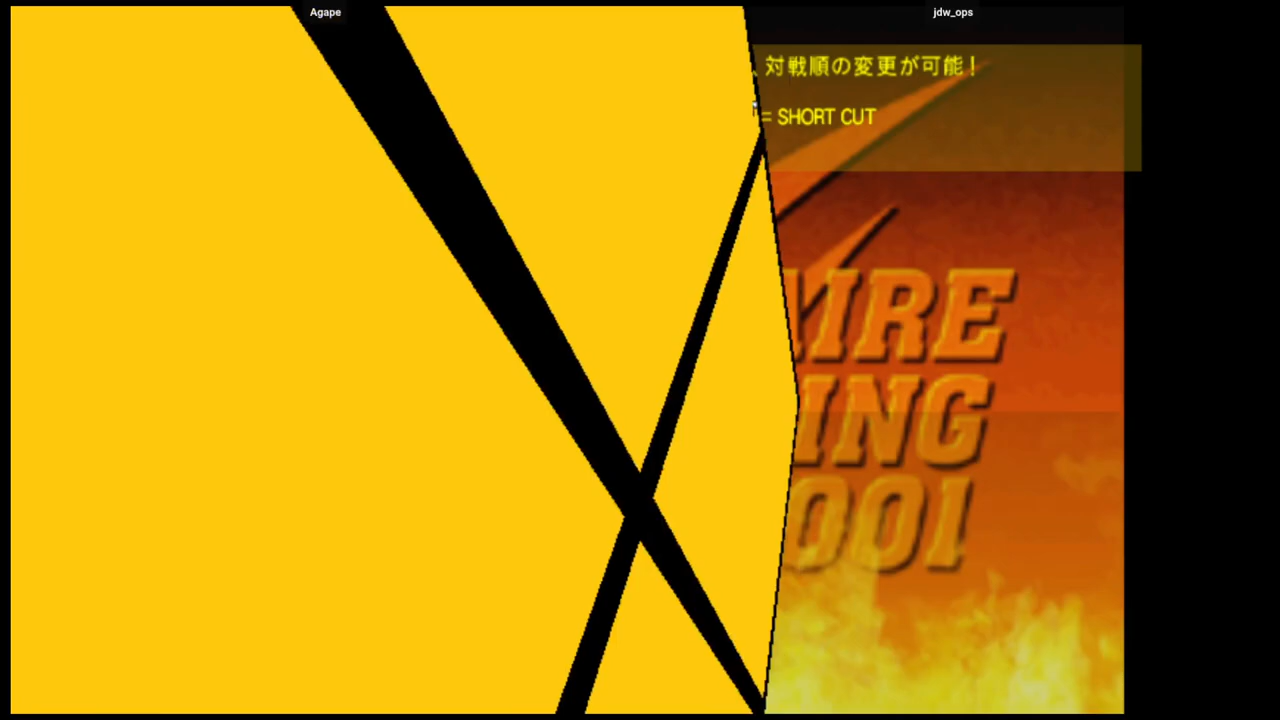 Agape
jdw_ops
対戦順の変更が可能!
= SHORT CUT
IRE
ING
001